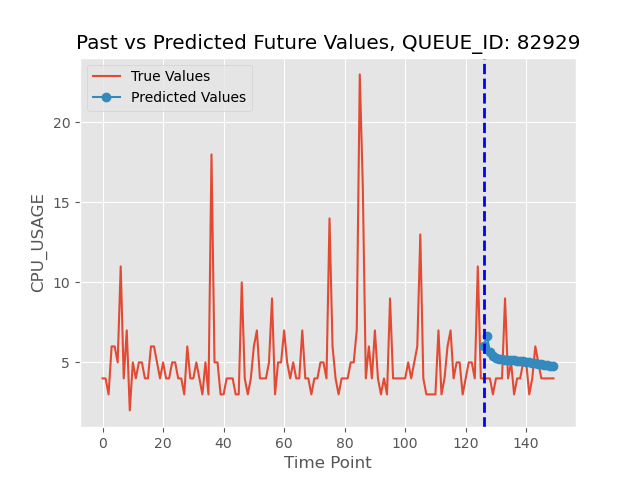 Past vs Predicted Future Values, QUEUE_ID: 82929
True Values
Predicted Values
CPU_USAGE
20
15
10
5
0
20
40
60
80
100
120
140
Time Point